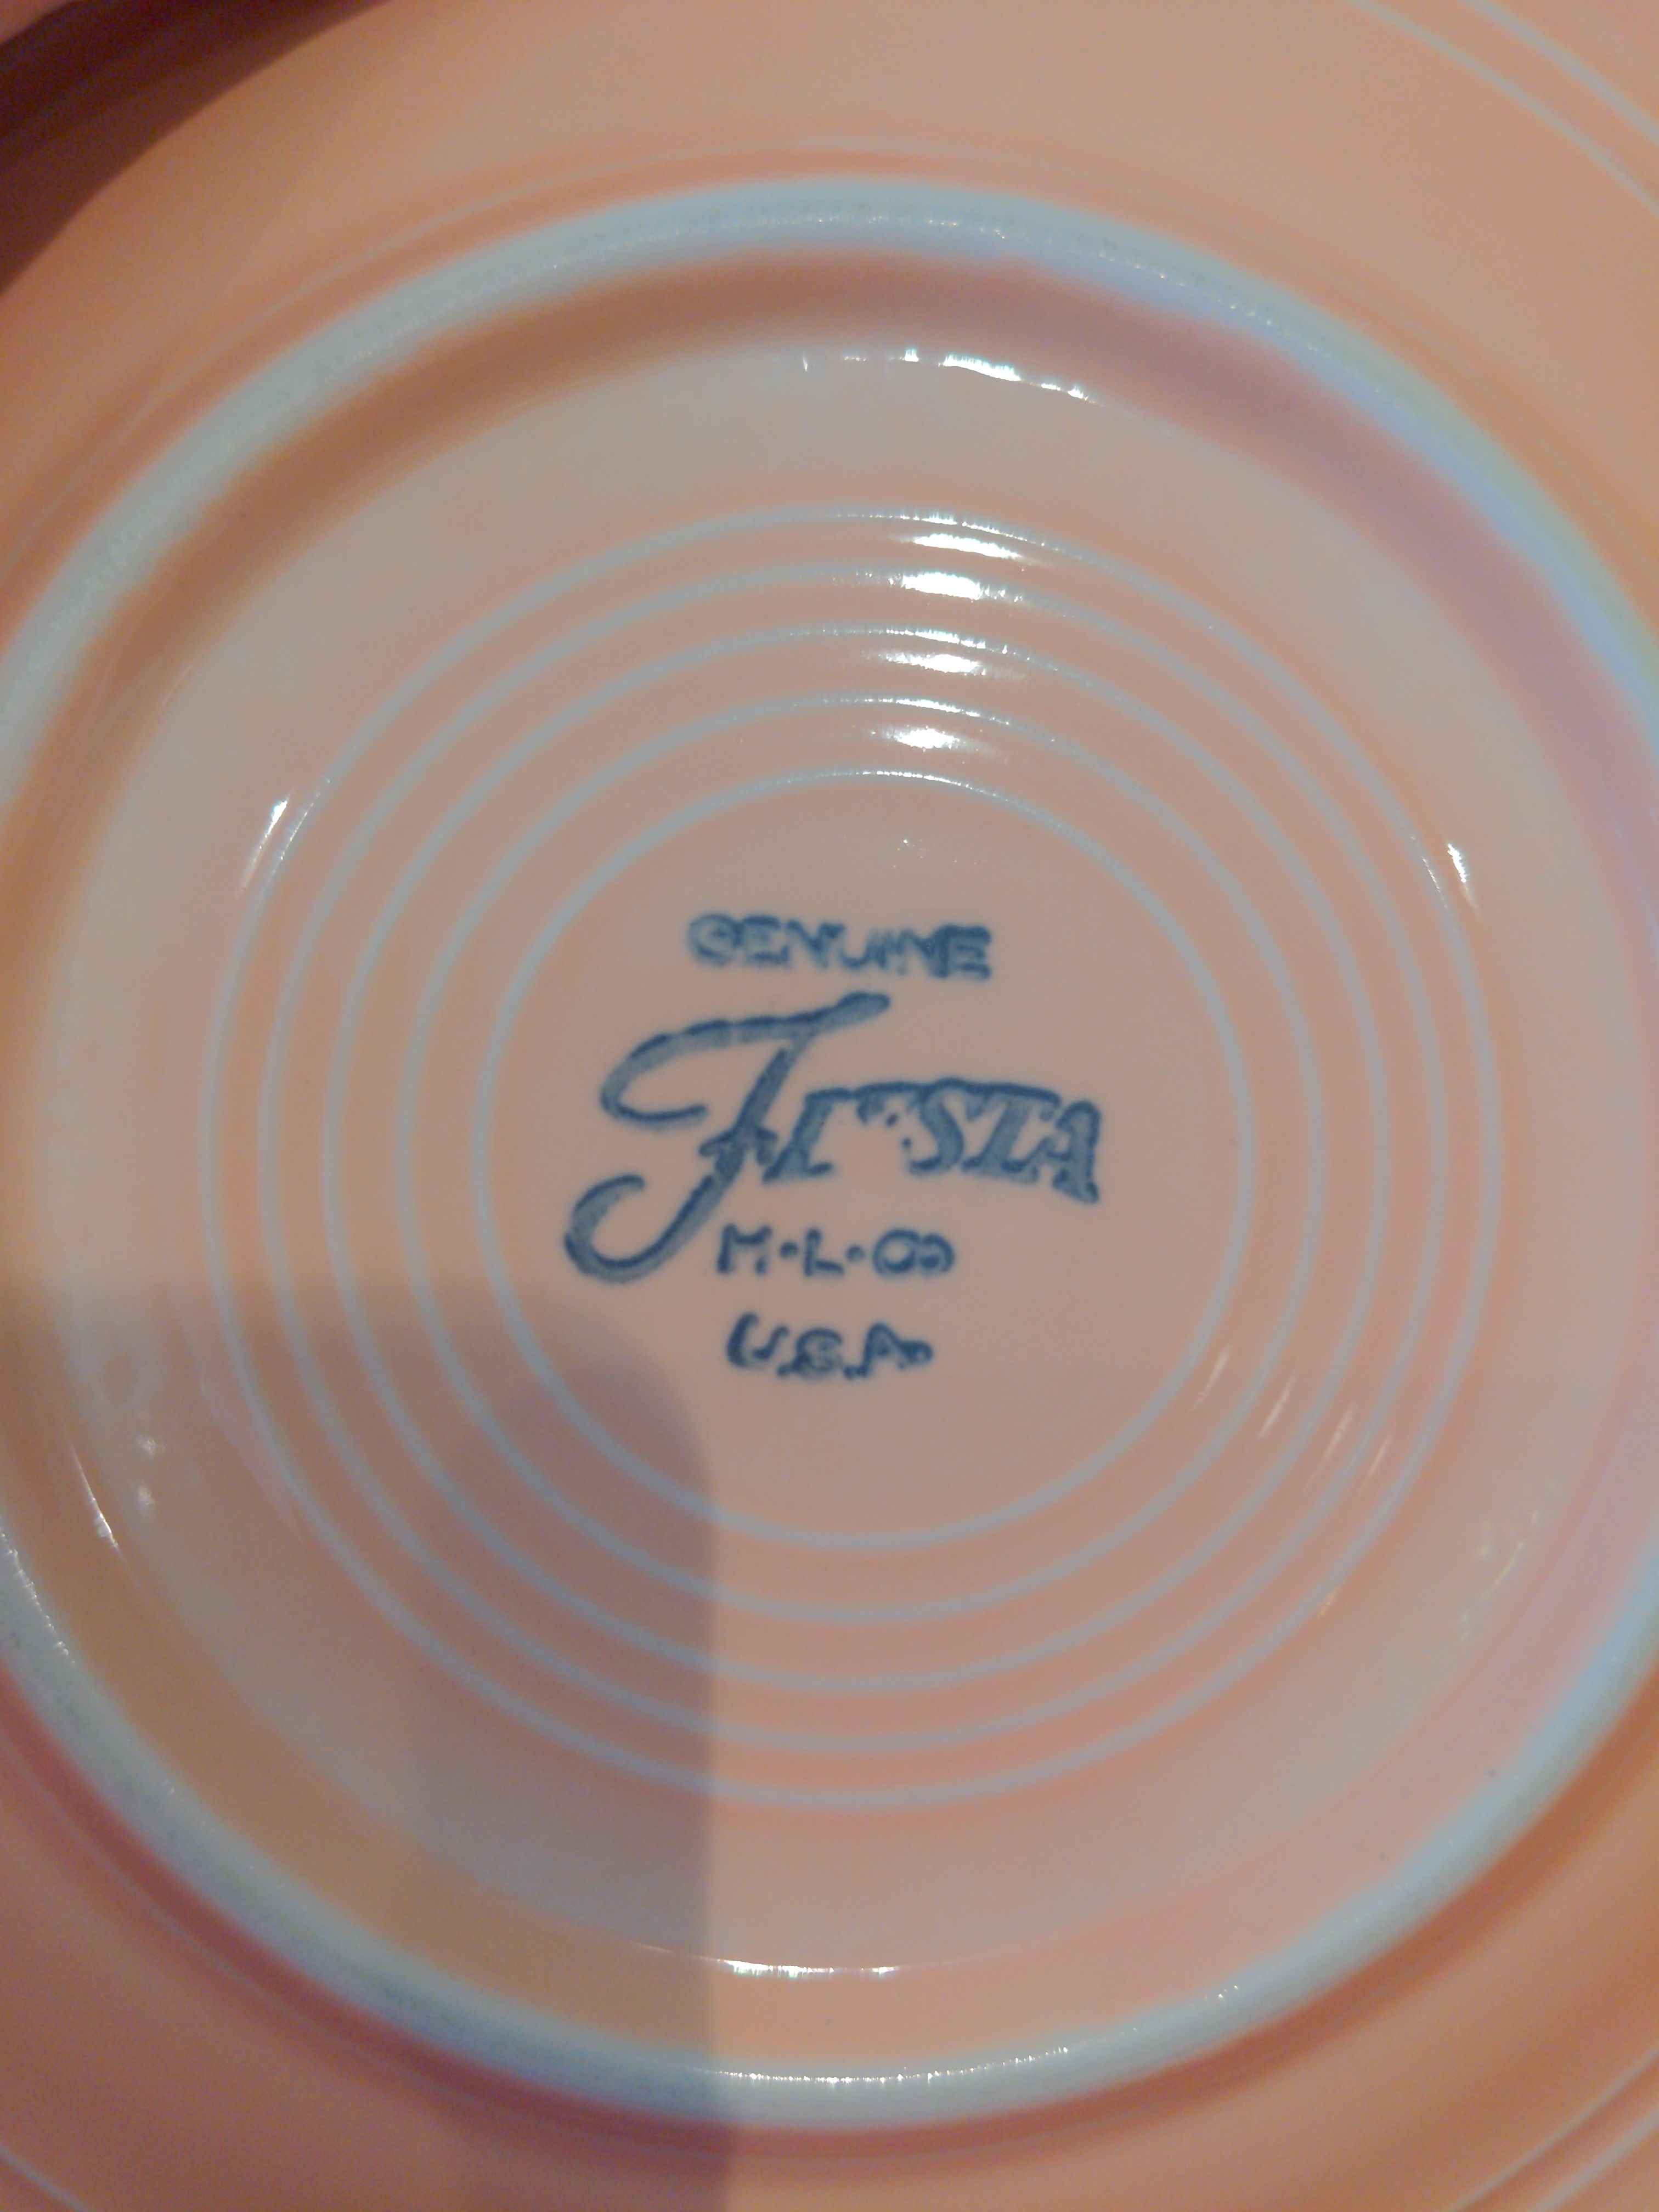 GENUINE
FIESTA
H·L·Co
U.S.A.